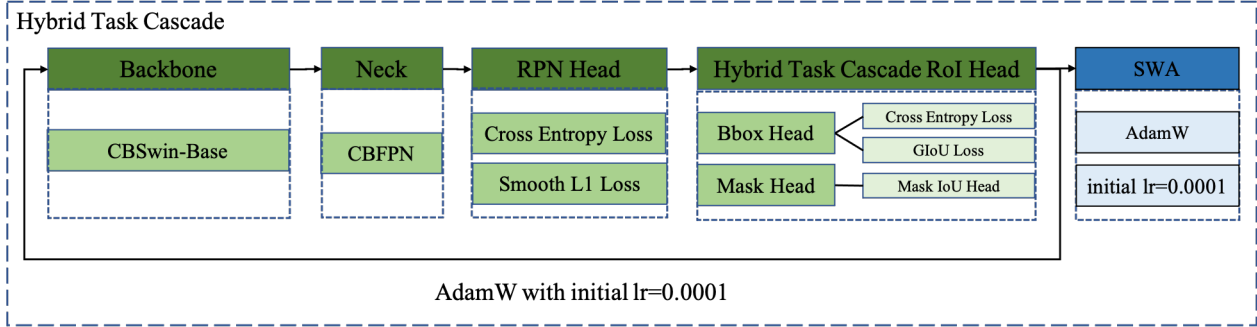 Hybrid Task Cascade
Backbone
Neck
RPN Head
Hybrid Task Cascade RoI Head
SWA
CBSwin-Base
CBFPN
Cross Entropy Loss
Smooth L1 Loss
Bbox Head
Cross Entropy Loss
GIoU Loss
Mask Head
Mask IoU Head
AdamW
initial lr=0.0001
AdamW with initial lr=0.0001